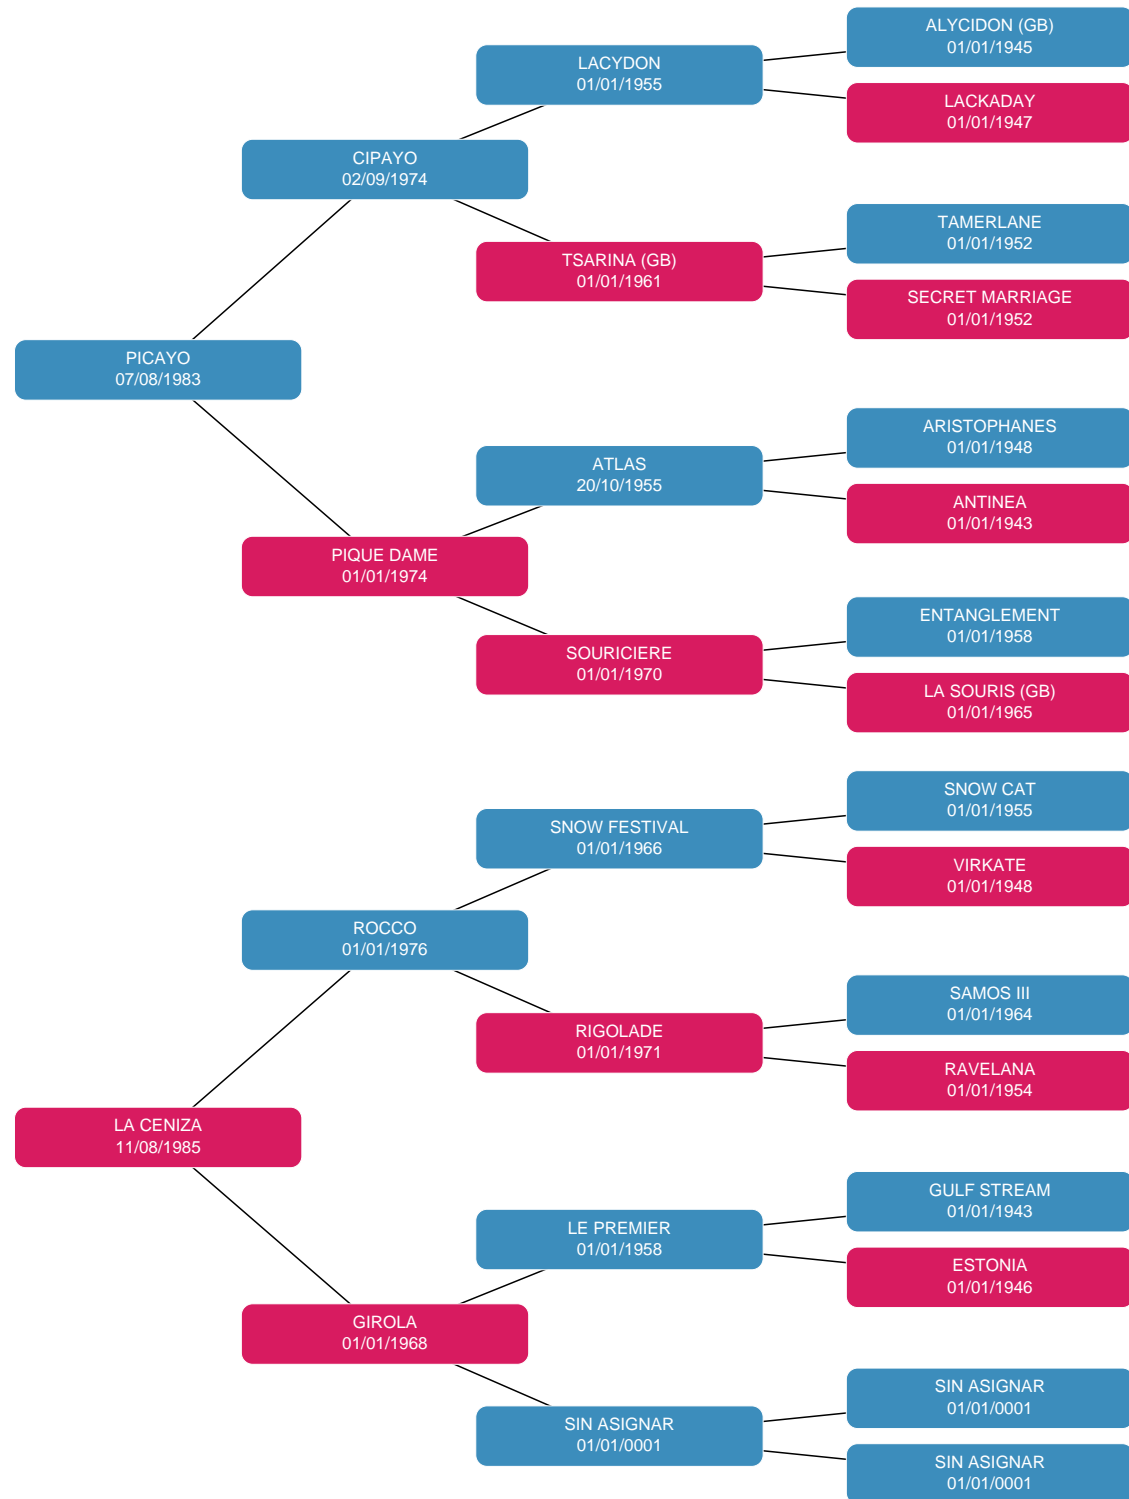 ALYCIDON (GB)
01/01/1945
LACYDON
01/01/1955
LACKADAY
01/01/1947
CIPAYO
02/09/1974
TAMERLANE
01/01/1952
TSARINA (GB)
01/01/1961
SECRET MARRIAGE
01/01/1952
PICAYO
07/08/1983
ARISTOPHANES
01/01/1948
ATLAS
20/10/1955
ANTINEA
01/01/1943
PIQUE DAME
01/01/1974
ENTANGLEMENT
01/01/1958
SOURICIERE
01/01/1970
LA SOURIS (GB)
01/01/1965
SNOW CAT
01/01/1955
SNOW FESTIVAL
01/01/1966
VIRKATE
01/01/1948
ROCCO
01/01/1976
SAMOS III
01/01/1964
RIGOLADE
01/01/1971
RAVELANA
01/01/1954
LA CENIZA
11/08/1985
GULF STREAM
01/01/1943
LE PREMIER
01/01/1958
ESTONIA
01/01/1946
GIROLA
01/01/1968
SIN ASIGNAR
01/01/0001
SIN ASIGNAR
01/01/0001
SIN ASIGNAR
01/01/0001